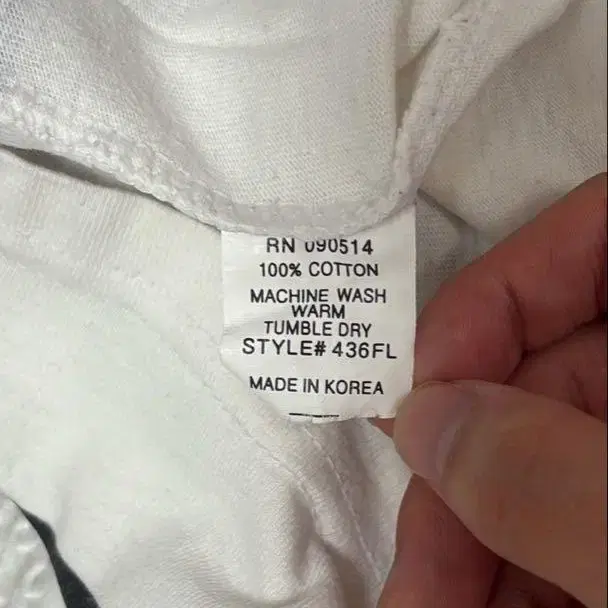 RN 090514
100% COTTON
MACHINE WASH
WARM
TUMBLE DRY
STYLE# 436FL
MADE IN KOREA